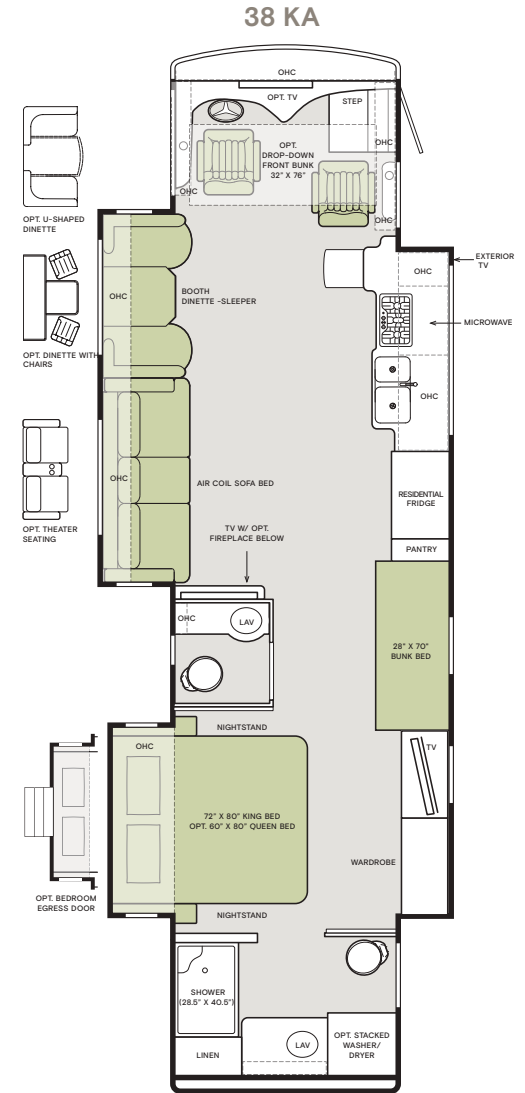 38 KA
OHC
OPT. TV
STEP
OPT.
DROP-DOWN
FRONT BUNK
32" X 76"
OHC
OHC
OHC
OPT. U-SHAPED
DINETTE
EXTERIOR
TV
OHC
BOOTH
DINETTE -SLEEPER
OHC
MICROWAVE
OPT. DINETTE WITH
CHAIRS
OHC
OHC
AIR COIL SOFA BED
RESIDENTIAL
FRIDGE
OPT. THEATER
SEATING
TV W/ OPT.
FIREPLACE BELOW
PANTRY
OHC
LAV
28" X 70"
BUNK BED
NIGHTSTAND
OHC
TV
72" X 80" KING BED
OPT. 60" X 80" QUEEN BED
WARDROBE
OPT. BEDROOM
EGRESS DOOR
NIGHTSTAND
SHOWER
(28.5" X 40.5")
LINEN
LAV
OPT. STACKED
WASHER/
DRYER